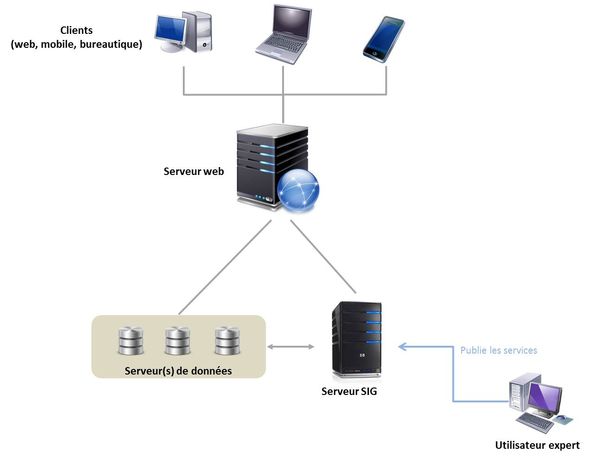 Clients
(web, mobile, bureautique)
Serveur web
Serveur(s) de données
Serveur SIG
Publie les services
Utilisateur expert